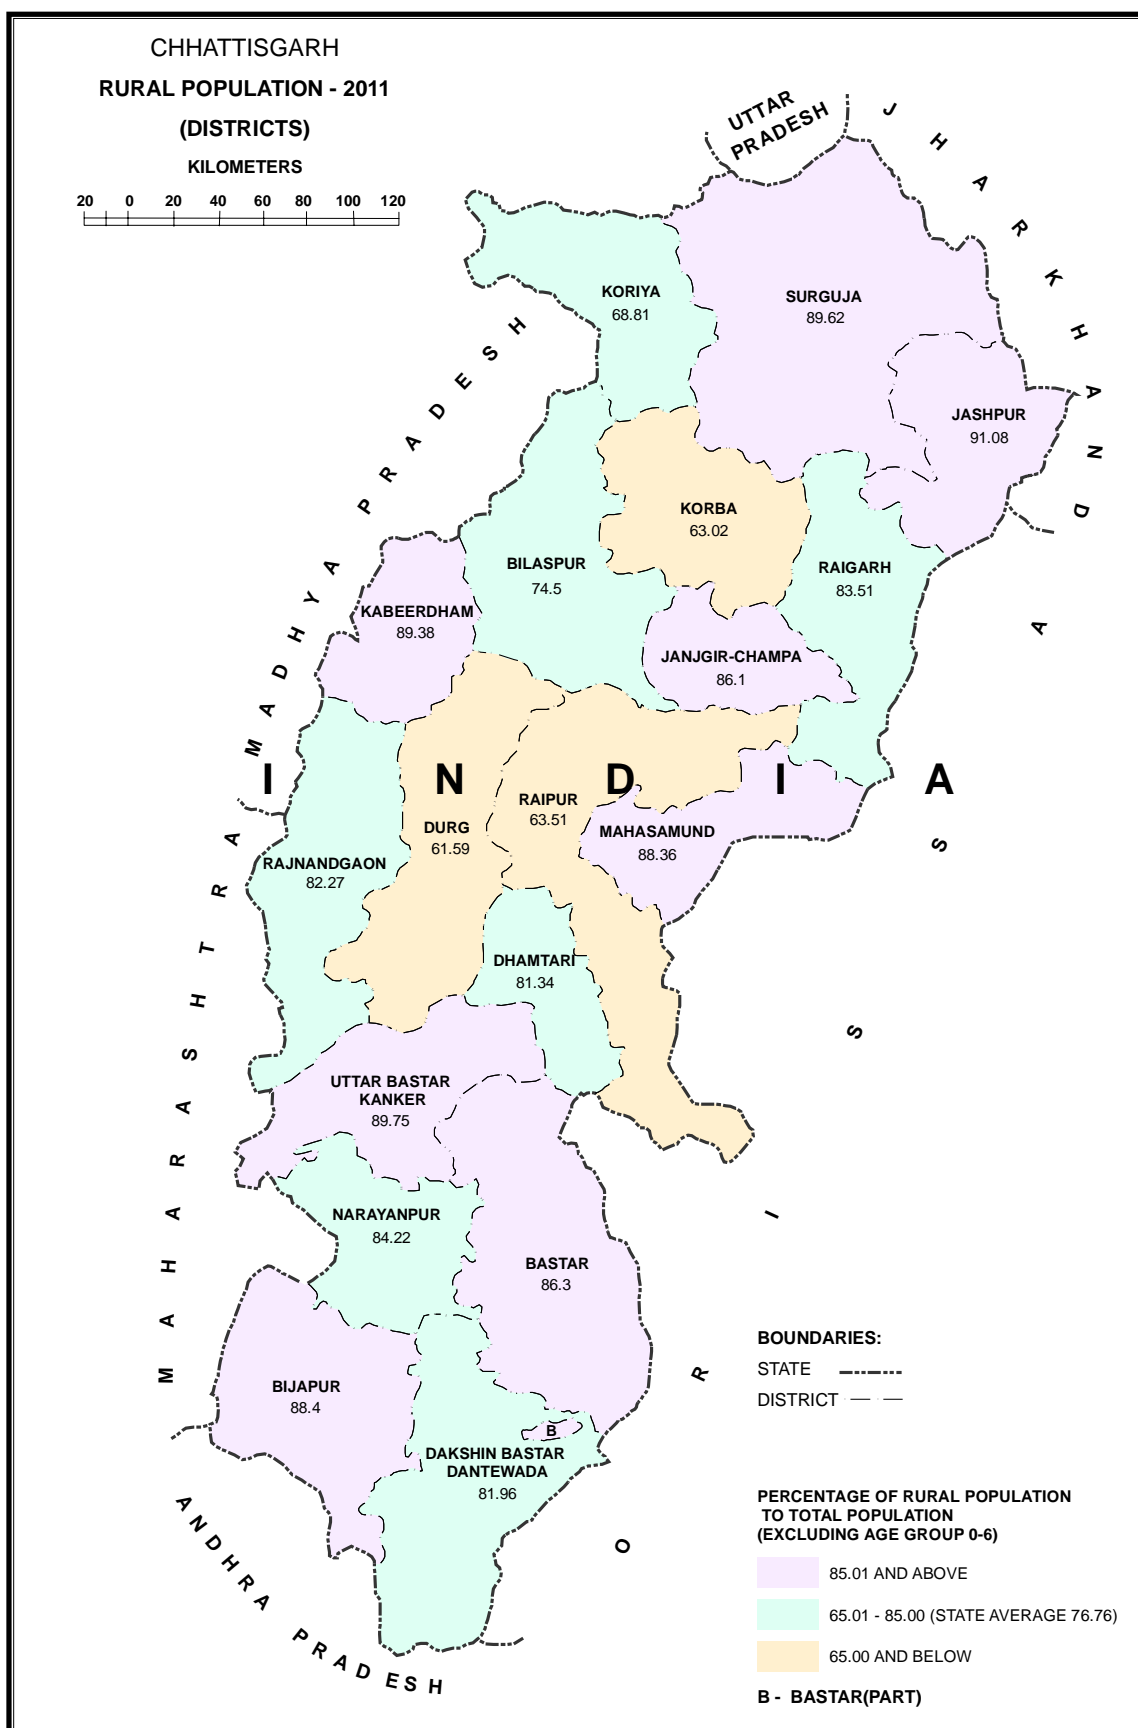 CHHATTISGARH
RURAL POPULATION - 2011
(DISTRICTS)
KILOMETERS
20 0 20 40 60 80 100 120
UTTAR
PRADESH
JHARKHAND
MADHYA PRADESH
KORIYA
68.81
SURGUJA
89.62
JASHPUR
91.08
KORBA
63.02
BILASPUR
74.5
RAIGARH
83.51
KABEERDHAM
89.38
JANJGIR-CHAMPA
86.1
INDIA
RAIPUR
63.51
DURG
61.59
MAHASAMUND
88.36
RAJNANDGAON
82.27
DHAMTARI
81.34
MAHARASHTRA
ORISSA
UTTAR BASTAR
KANKER
89.75
NARAYANPUR
84.22
BASTAR
86.3
BIJAPUR
88.4
B
DAKSHIN BASTAR
DANTEWADA
81.96
ANDHRA PRADESH
A
BOUNDARIES:
STATE
DISTRICT
PERCENTAGE OF RURAL POPULATION
TO TOTAL POPULATION
(EXCLUDING AGE GROUP 0-6)
85.01 AND ABOVE
65.01 - 85.00 (STATE AVERAGE 76.76)
65.00 AND BELOW
B - BASTAR(PART)